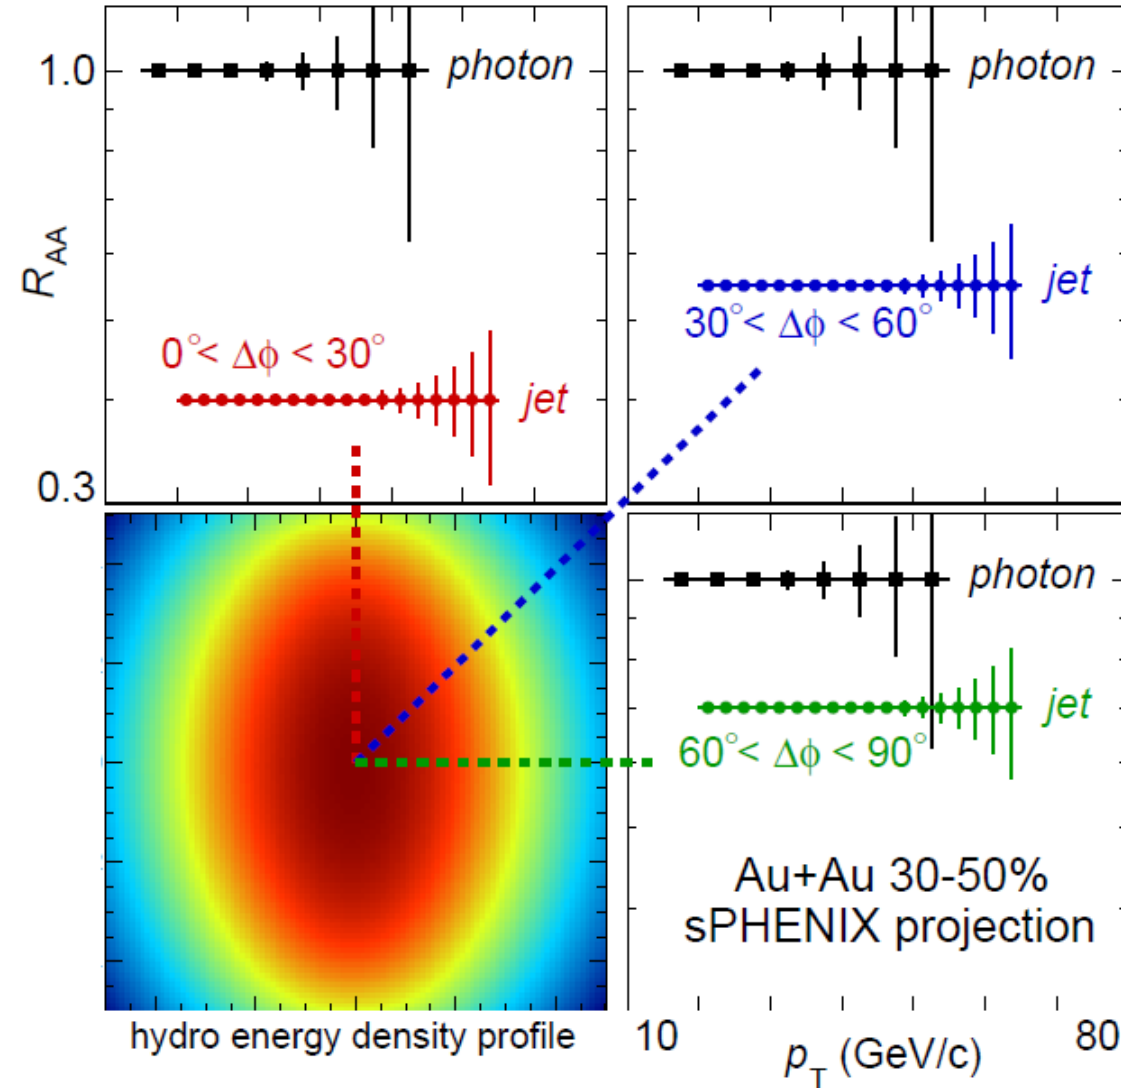 1.0
photon
R_AA
0°< Δϕ < 30°
jet
0.3
photon
jet
30°< Δϕ < 60°
photon
jet
60°< Δϕ < 90°
Au+Au 30-50%
sPHENIX projection
hydro energy density profile
10
80
p_T (GeV/c)